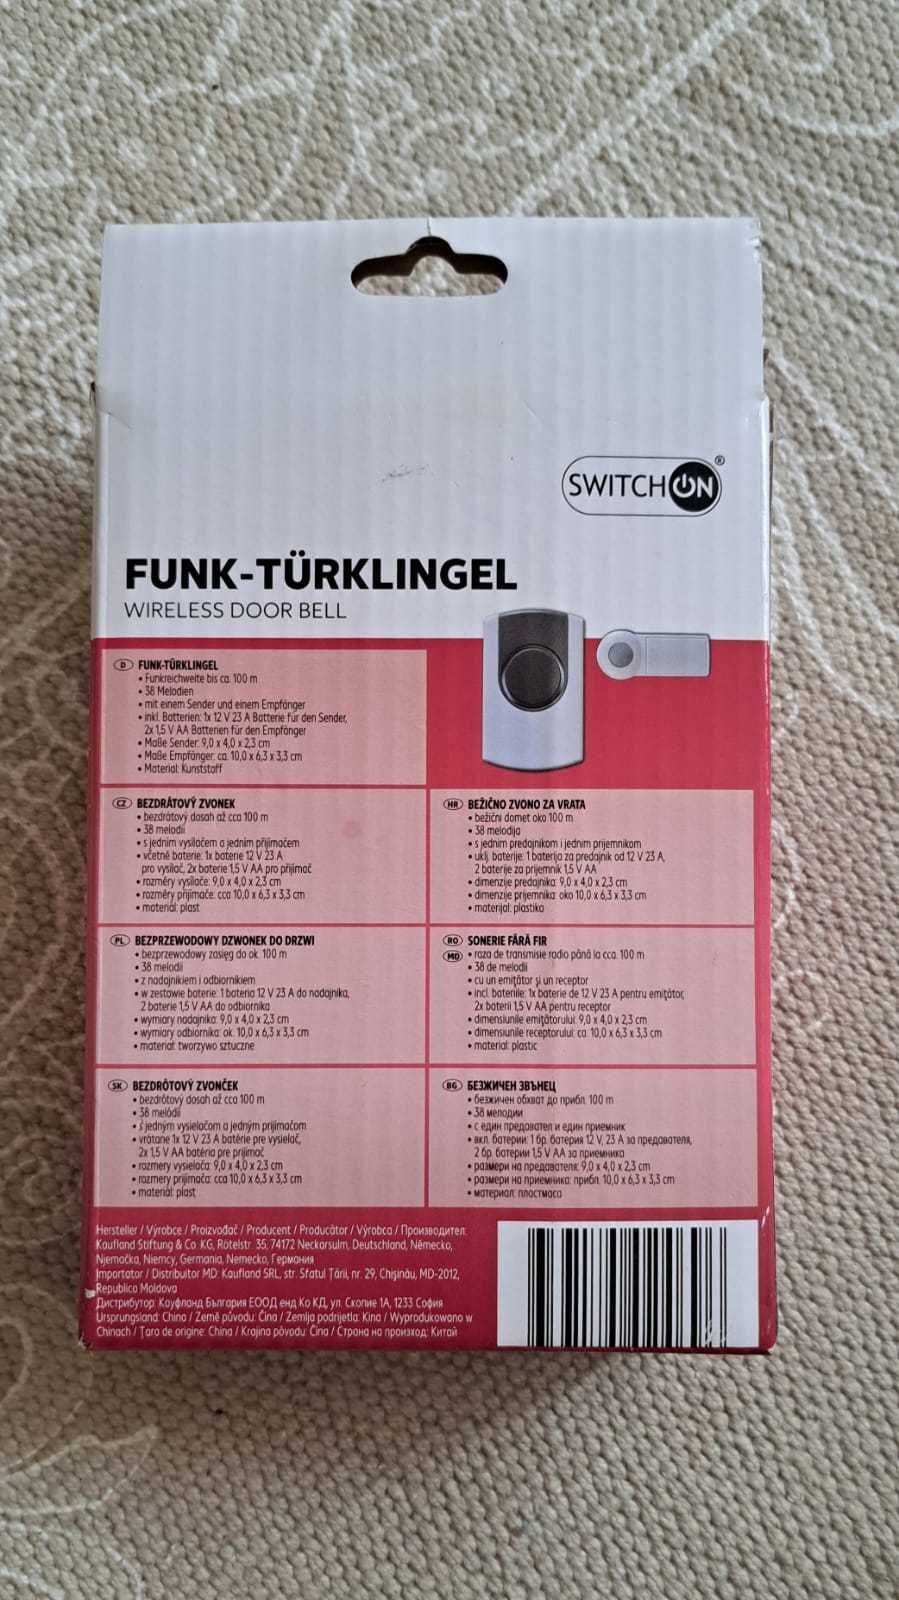 SWITCH ON®
FUNK-TÜRKLINGEL
WIRELESS DOOR BELL
D FUNK-TÜRKLINGEL
• Funkreichweite bis ca. 100 m
• 38 Melodien
• mit einem Sender und einem Empfänger
• inkl. Batterien: 1x 12 V 23 A Batterie für den Sender,
2x 1,5 V AA Batterien für den Empfänger
• Maße Sender: 9,0 x 4,0 x 2,3 cm
• Maße Empfänger: ca. 10,0 x 6,3 x 3,3 cm
• Material: Kunststoff
CZ BEZDRÁTOVÝ ZVONEK
• bezdrátový dosah až cca 100 m
• 38 melodií
• s jedním vysílačem a jedním přijímačem
• včetně baterie: 1x baterie 12 V 23 A
pro vysílač, 2x baterie 1,5 V AA pro přijímač
• rozměry vysílače: 9,0 x 4,0 x 2,3 cm
• rozměry přijímače: cca 10,0 x 6,3 x 3,3 cm
• materiál: plast
HR BEŽIČNO ZVONO ZA VRATA
• bežični domet oko 100 m
• 38 melodija
• s jednim predajnikom i jednim prijemnikom
• uklj. baterije: 1 baterija za predajnik od 12 V 23 A,
2 baterije za prijemnik 1,5 V AA
• dimenzije predajnika: 9,0 x 4,0 x 2,3 cm
• dimenzije prijemnika: oko 10,0 x 6,3 x 3,3 cm
• materijal: plastika
PL BEZPRZEWODOWY DZWONEK DO DRZWI
• bezprzewodowy zasięg do ok. 100 m
• 38 melodii
• z nadajnikiem i odbiornikiem
• w zestawie baterie: 1 bateria 12 V 23 A do nadajnika,
2 baterie 1,5 V AA do odbiornika
• wymiary nadajnika: 9,0 x 4,0 x 2,3 cm
• wymiary odbiornika: ok. 10,0 x 6,3 x 3,3 cm
• materiał: tworzywo sztuczne
RO MD SONERIE FĂRĂ FIR
• raza de transmisie radio până la cca. 100 m
• 38 de melodii
• cu un emițător și un receptor
• incl. bateriile: 1x baterie de 12 V 23 A pentru emițător,
2x baterii 1,5 V AA pentru receptor
• dimensiunile emițătorului: 9,0 x 4,0 x 2,3 cm
• dimensiunile receptorului: ca. 10,0 x 6,3 x 3,3 cm
• material: plastic
SK BEZDRÔTOVÝ ZVONČEK
• bezdrôtový dosah až cca 100 m
• 38 melódií
• s jedným vysielačom a jedným prijímačom
• vrátane 1x 12 V 23 A batérie pre vysielač,
2x 1,5 V AA batéria pre prijímač
• rozmery vysielača: 9,0 x 4,0 x 2,3 cm
• rozmery prijímača: cca 10,0 x 6,3 x 3,3 cm
• materiál: plast
BG БЕЗЖИЧЕН ЗВЪНЕЦ
• безжичен обхват до прибл. 100 m
• 38 мелодии
• с един предавател и един приемник
• вкл. батерии: 1 бр. батерия 12 V, 23 A за предавателя,
2 бр. батерии 1,5 V AA за приемника
• размери на предавателя: 9,0 x 4,0 x 2,3 cm
• размери на приемника: прибл. 10,0 x 6,3 x 3,3 cm
• материал: пластмаса
Hersteller / Výrobce / Proizvođač / Producent / Producător / Výrobca / Производител:
Kaufland Stiftung & Co. KG, Rötelstr. 35, 74172 Neckarsulm, Deutschland, Německo,
Njemačka, Niemcy, Germania, Nemecko, Германия
Importator / Distribuitor MD: Kaufland SRL, str. Sfatul Țării, nr. 29, Chișinău, MD-2012,
Republica Moldova
Дистрибутор: Кауфланд България ЕООД енд Ко КД, ул. Скопие 1А, 1233 София
Ursprungsland: China / Země původu: Čína / Zemlja podrijetla: Kina / Wyprodukowano w
Chinach / Țara de origine: China / Krajina pôvodu: Čína / Страна на произход: Китай